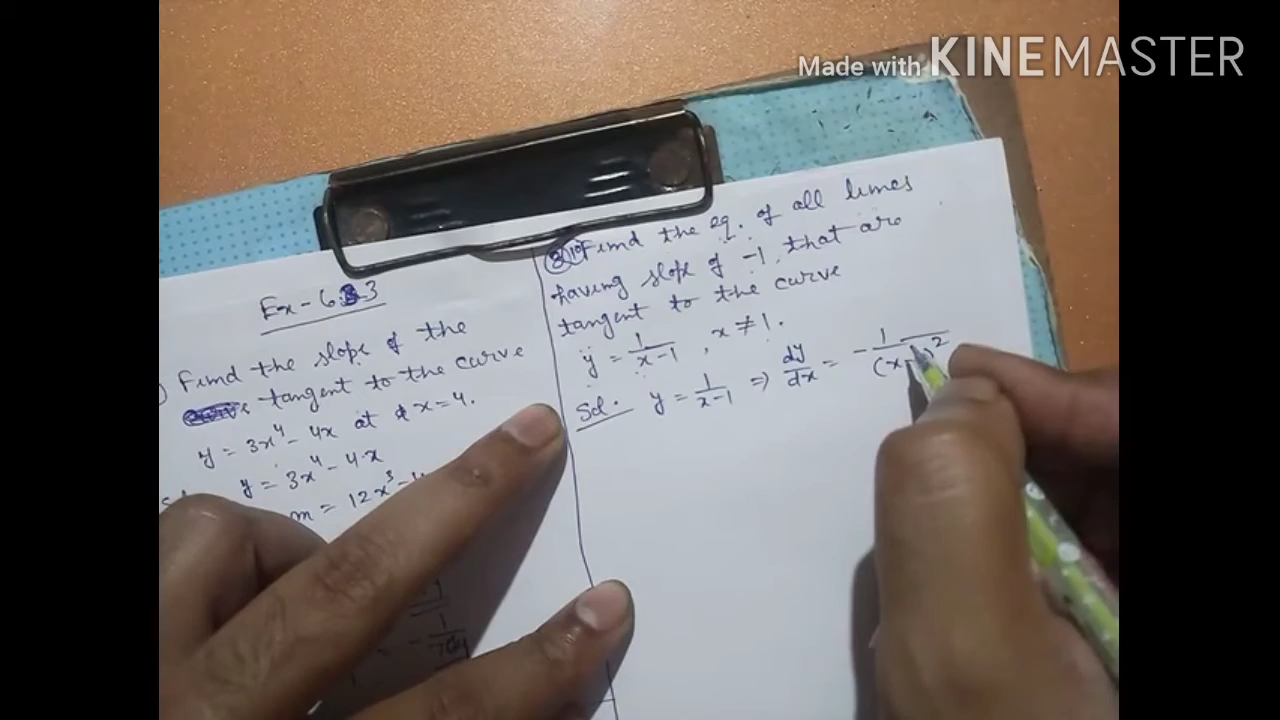 Made with KINEMASTER
Ex - 6.3
Find the slope of the
tangent to the curve
y = 3x⁴ - 4x at x = 4.
y = 3x⁴ - 4x
m = 12x³ - 4
Find the eq. of all lines
having slope of -1 that are
tangent to the curve
y = 1/(x-1), x ≠ 1.
Sol. y = 1/(x-1) ⇒ dy/dx = - 1/(x-1)²